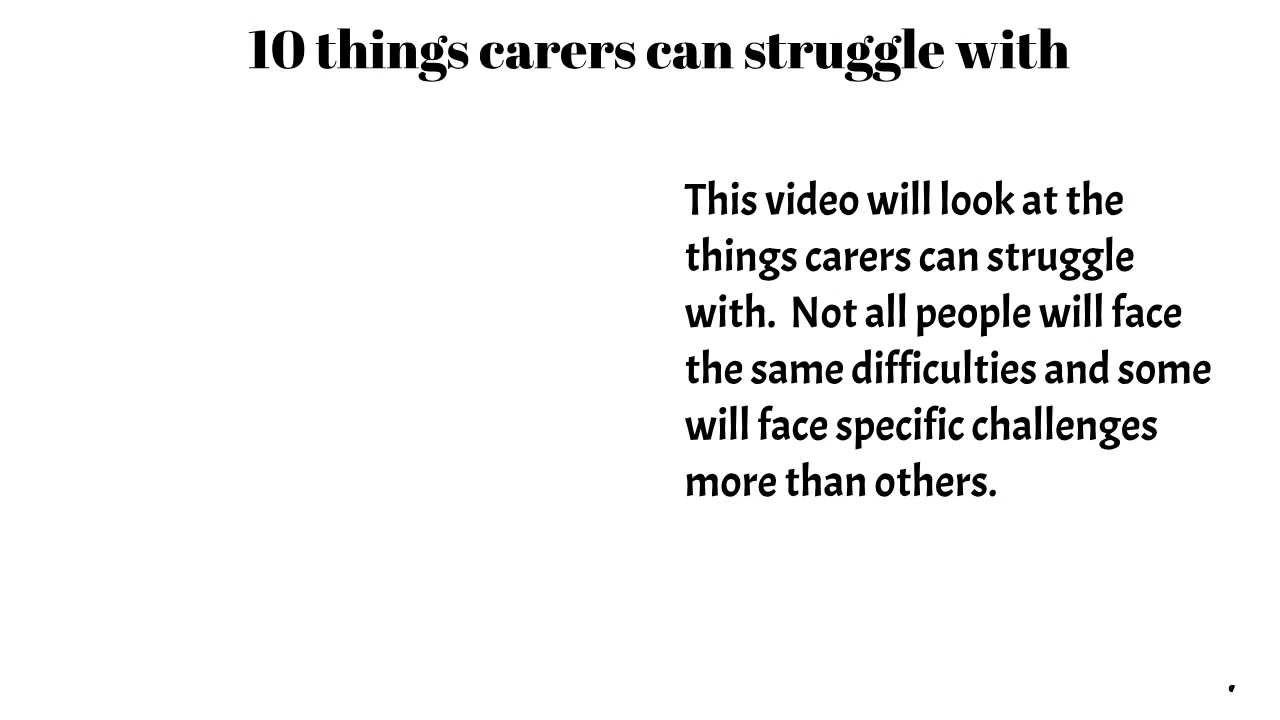 10 things carers can struggle with
This video will look at the
things carers can struggle
with.  Not all people will face
the same difficulties and some
will face specific challenges
more than others.